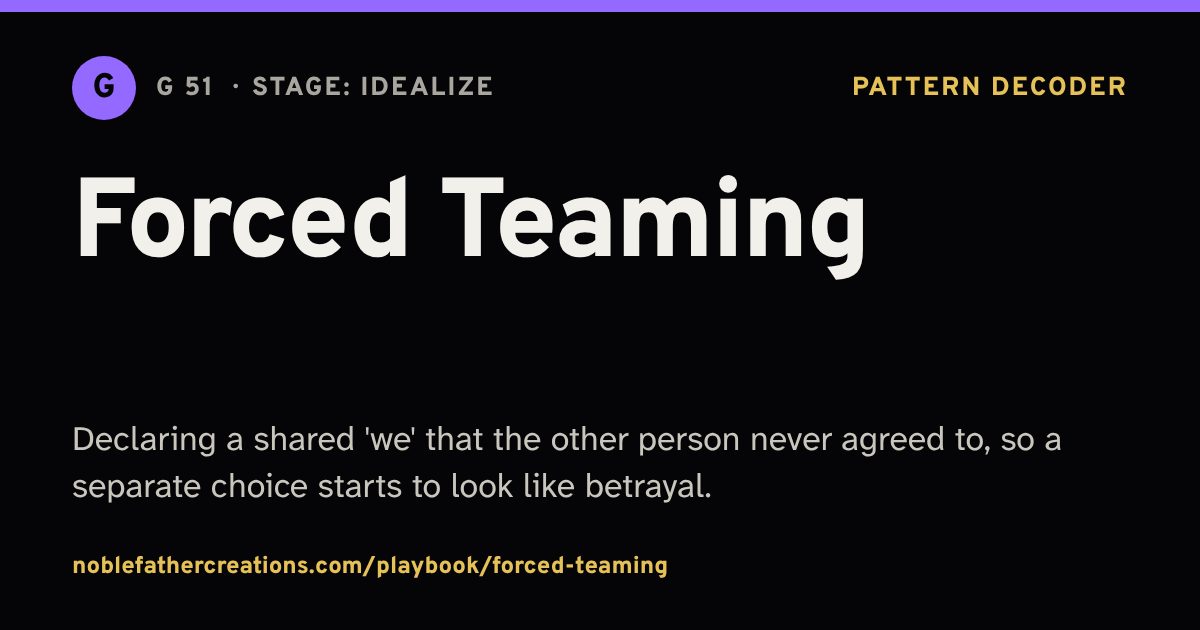 G
G 51 · STAGE: IDEALIZE
PATTERN DECODER
Forced Teaming
Declaring a shared 'we' that the other person never agreed to, so a
separate choice starts to look like betrayal.
noblefathercreations.com/playbook/forced-teaming